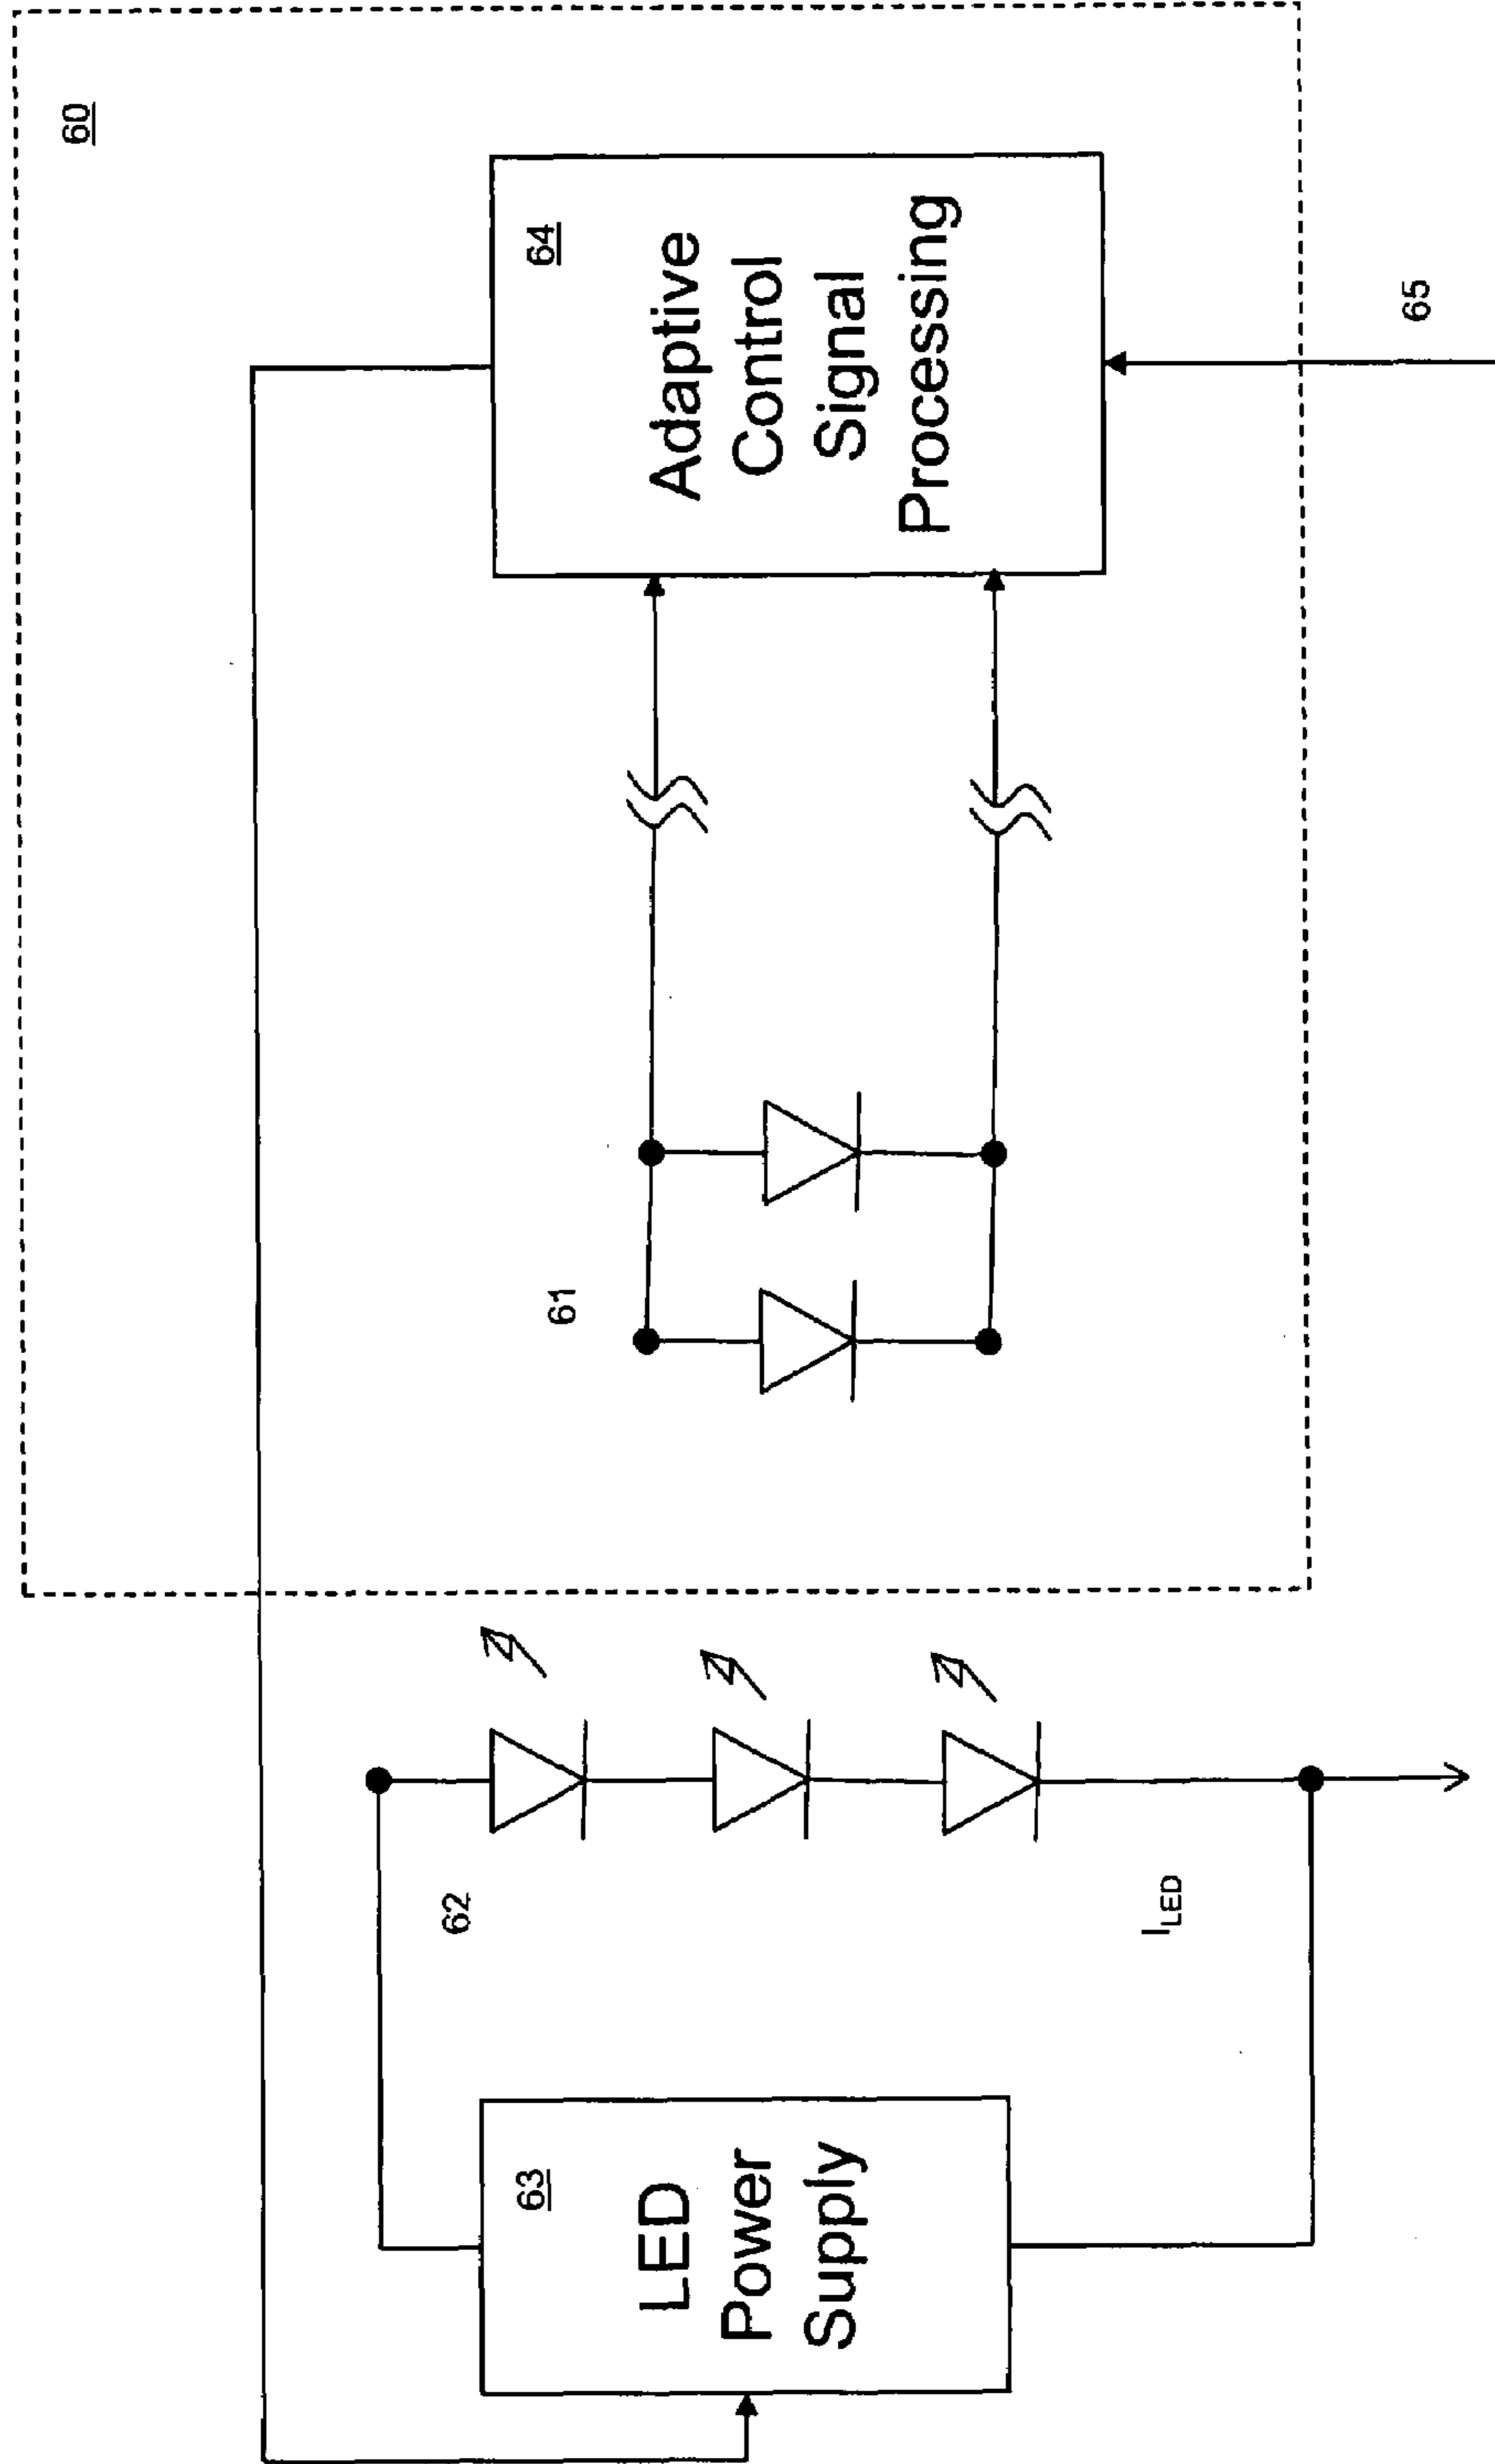 60
64
Adaptive
Control
Signal
Processing
65
61
62
I_LED
63
LED
Power
Supply